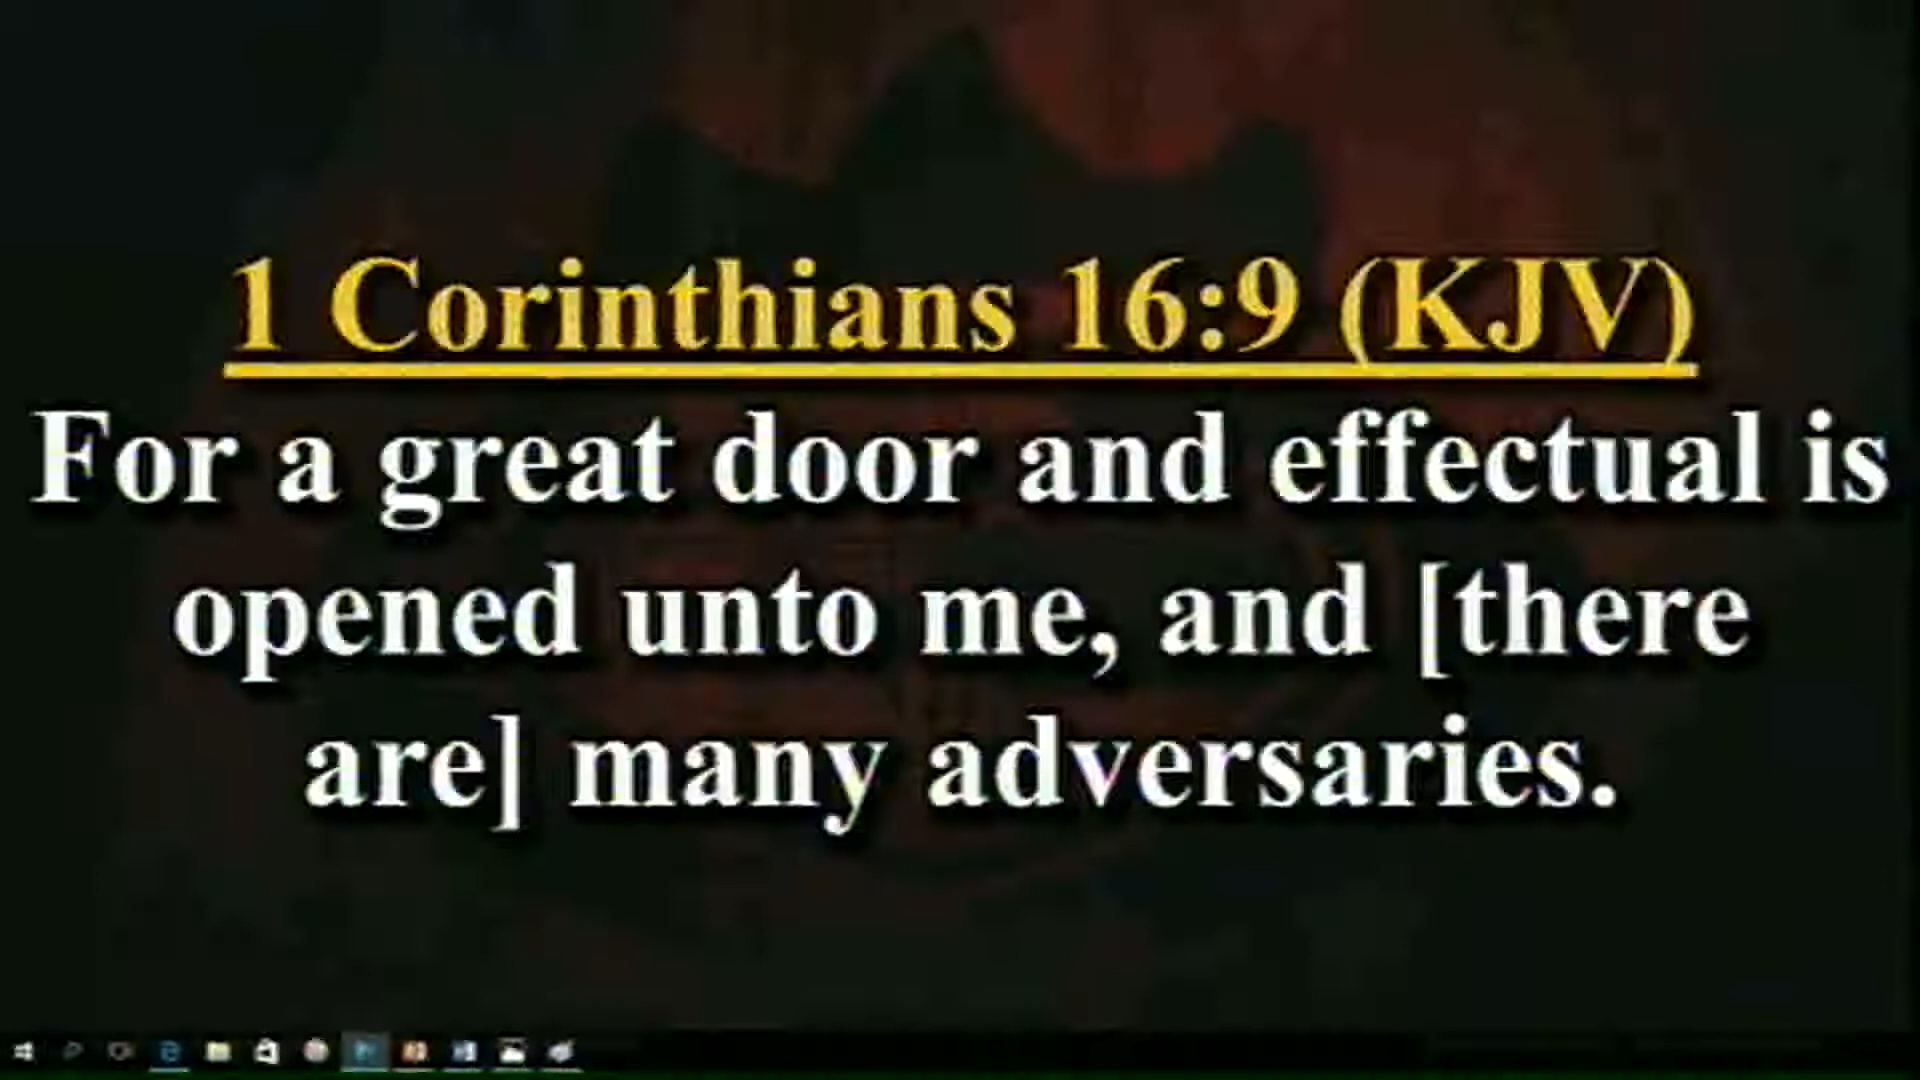 1 Corinthians 16:9 (KJV)
For a great door and effectual is
opened unto me, and [there
are] many adversaries.